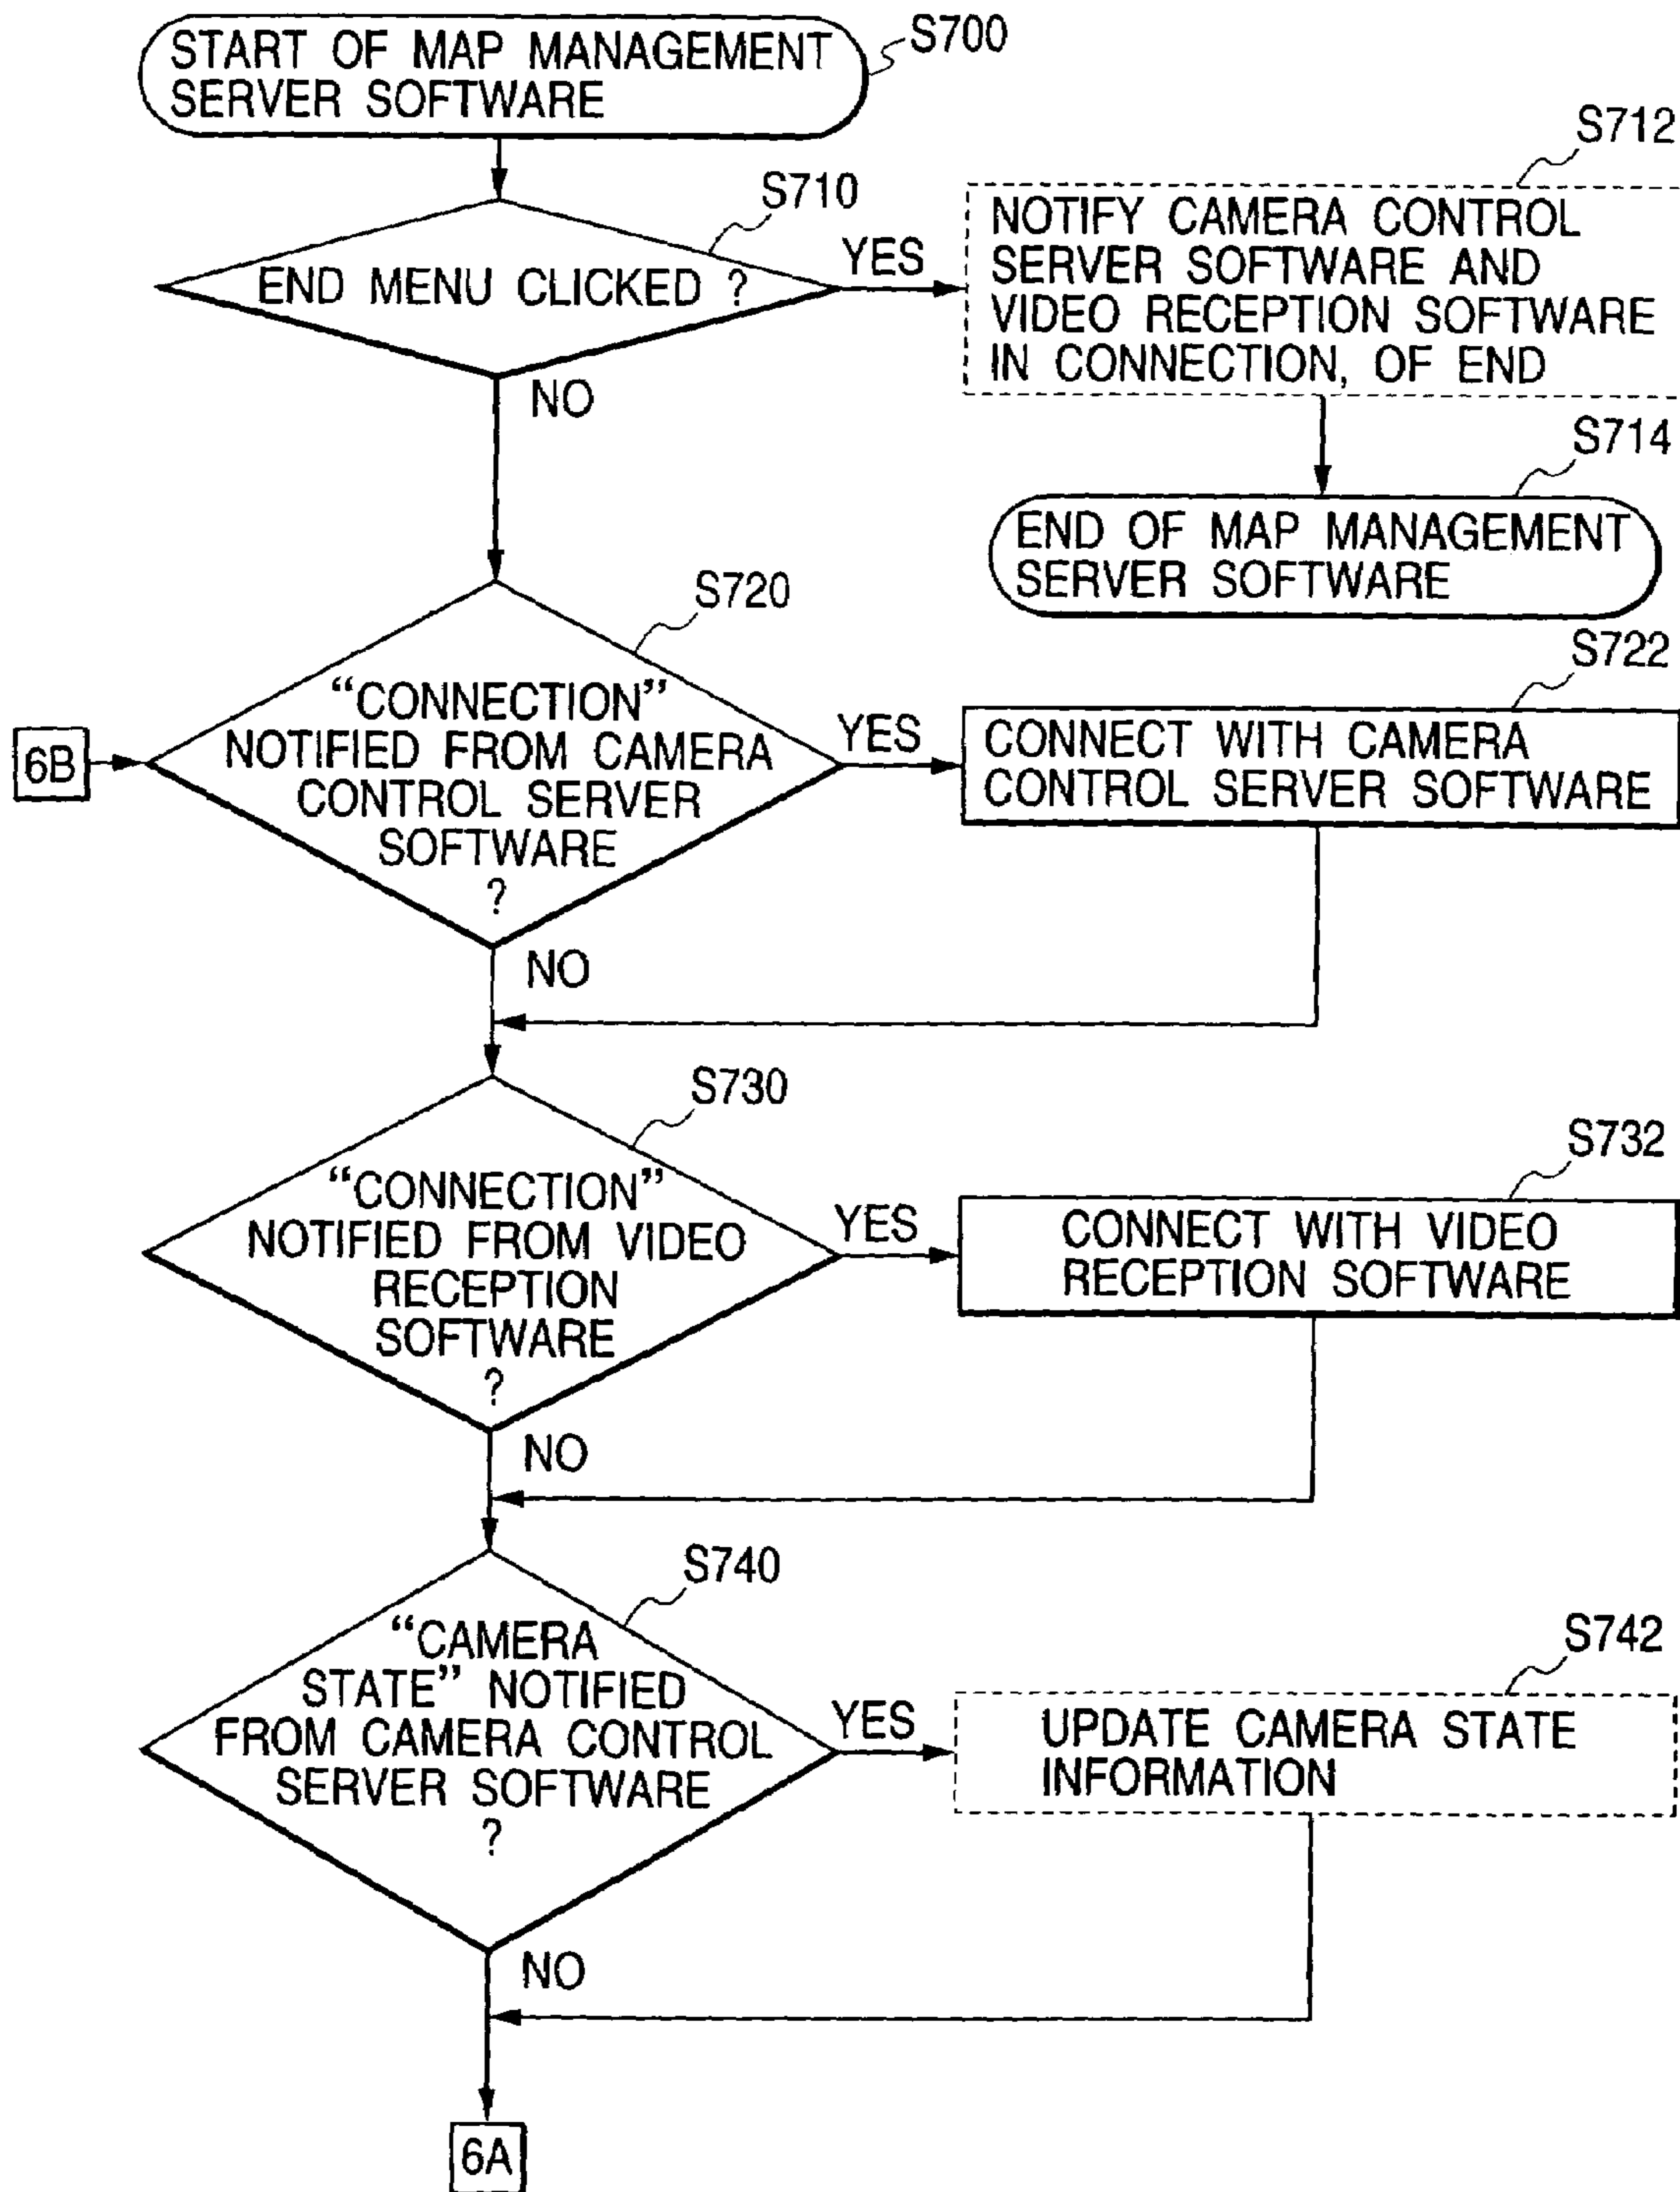 START OF MAP MANAGEMENT
SERVER SOFTWARE
S700
S710
END MENU CLICKED ?
YES
NO
S712
NOTIFY CAMERA CONTROL
SERVER SOFTWARE AND
VIDEO RECEPTION SOFTWARE
IN CONNECTION, OF END
S714
END OF MAP MANAGEMENT
SERVER SOFTWARE
S720
6B
“CONNECTION”
NOTIFIED FROM CAMERA
CONTROL SERVER
SOFTWARE
?
YES
NO
S722
CONNECT WITH CAMERA
CONTROL SERVER SOFTWARE
S730
“CONNECTION”
NOTIFIED FROM VIDEO
RECEPTION
SOFTWARE
?
YES
NO
S732
CONNECT WITH VIDEO
RECEPTION SOFTWARE
S740
“CAMERA
STATE” NOTIFIED
FROM CAMERA CONTROL
SERVER SOFTWARE
?
YES
NO
S742
UPDATE CAMERA STATE
INFORMATION
6A